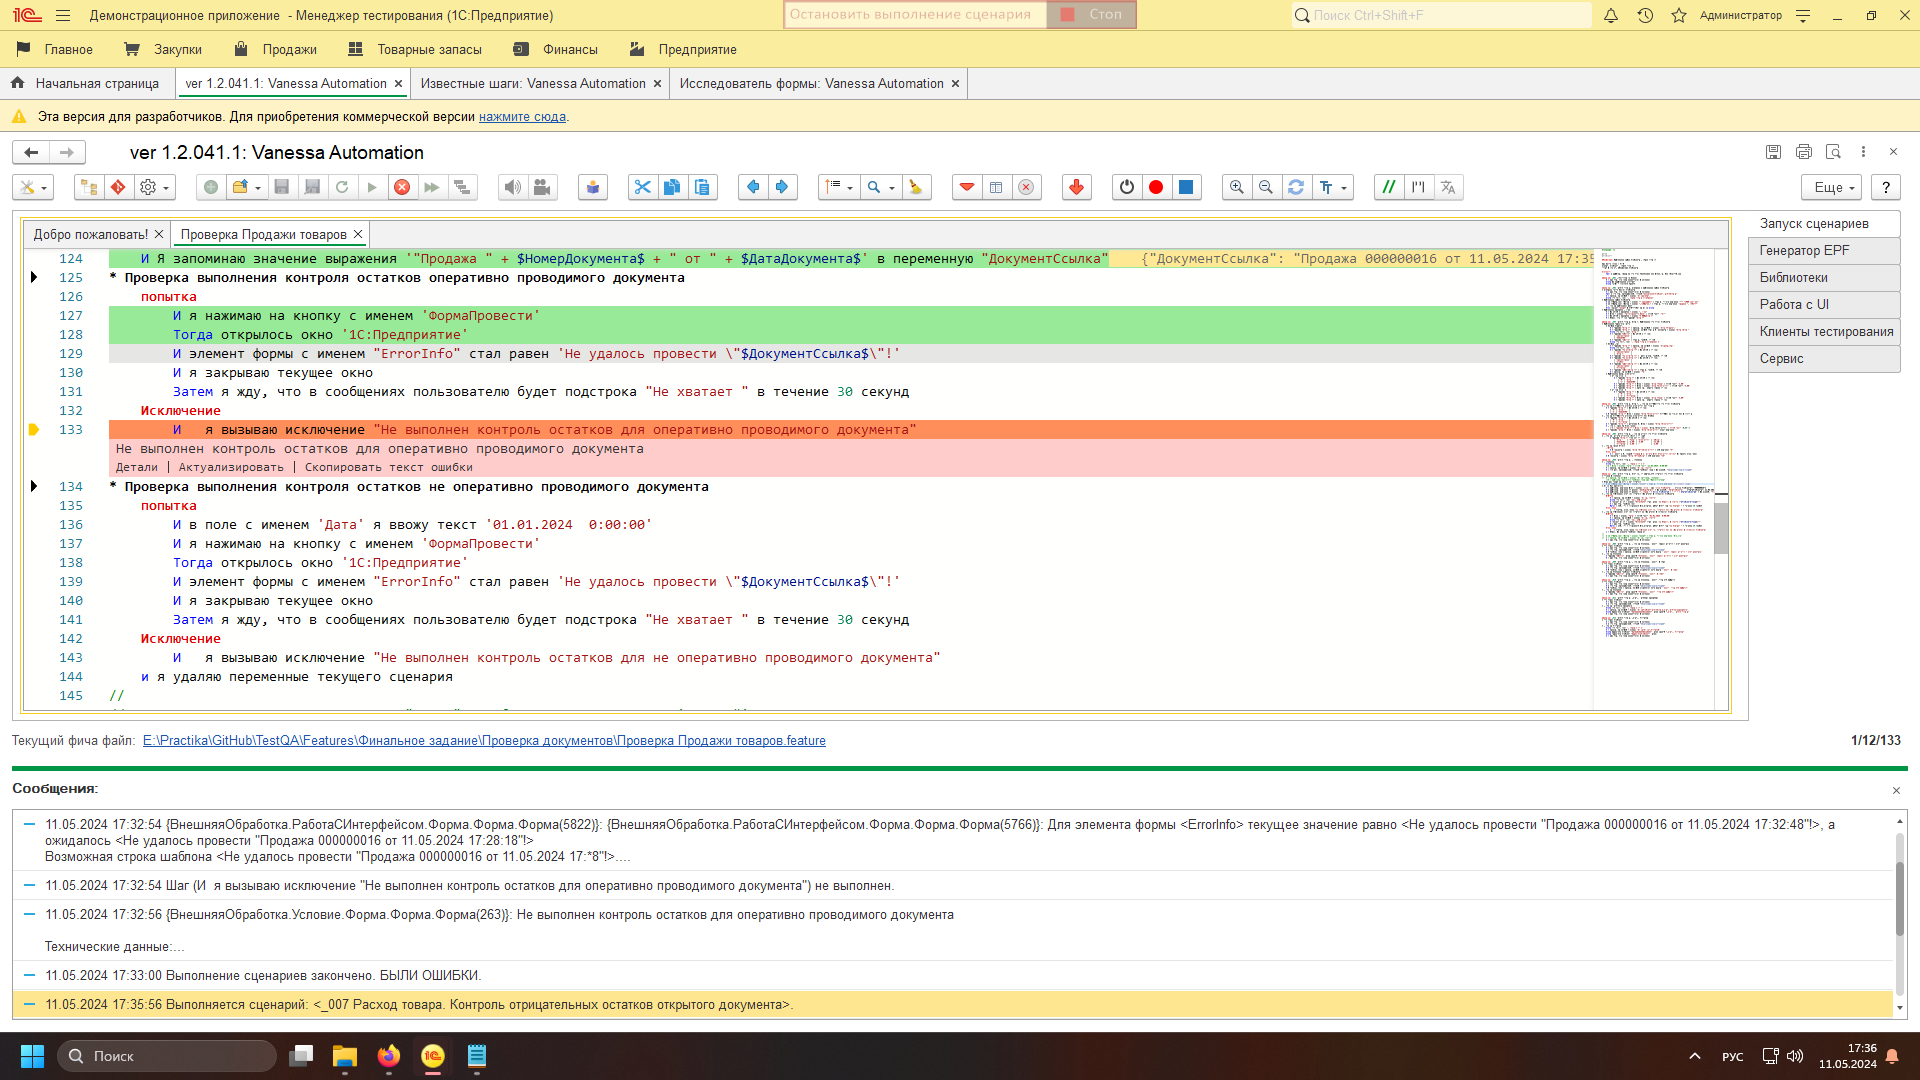 Демонстрационное приложение - Менеджер тестирования (1С:Предприятие)
Остановить выполнение сценария Стоп
Поиск Ctrl+Shift+F
Администратор
Главное Закупки Продажи Товарные запасы Финансы Предприятие
Начальная страница ver 1.2.041.1: Vanessa Automation Известные шаги: Vanessa Automation Исследователь формы: Vanessa Automation
Эта версия для разработчиков. Для приобретения коммерческой версии нажмите сюда.
ver 1.2.041.1: Vanessa Automation
Еще ?
Добро пожаловать! Проверка Продажи товаров
124 И Я запоминаю значение выражения '"Продажа " + $НомерДокумента$ + " от " + $ДатаДокумента$' в переменную "ДокументСсылка" {"ДокументСсылка": "Продажа 000000016 от 11.05.2024 17:35
125 * Проверка выполнения контроля остатков оперативно проводимого документа
126 попытка
127 И я нажимаю на кнопку с именем 'ФормаПровести'
128 Тогда открылось окно '1С:Предприятие'
129 И элемент формы с именем "ErrorInfo" стал равен 'Не удалось провести \"$ДокументСсылка$\"!'
130 И я закрываю текущее окно
131 Затем я жду, что в сообщениях пользователю будет подстрока "Не хватает " в течение 30 секунд
132 Исключение
133 И я вызываю исключение "Не выполнен контроль остатков для оперативно проводимого документа"
Не выполнен контроль остатков для оперативно проводимого документа
Детали | Актуализировать | Скопировать текст ошибки
134 * Проверка выполнения контроля остатков не оперативно проводимого документа
135 попытка
136 И в поле с именем 'Дата' я ввожу текст '01.01.2024  0:00:00'
137 И я нажимаю на кнопку с именем 'ФормаПровести'
138 Тогда открылось окно '1С:Предприятие'
139 И элемент формы с именем "ErrorInfo" стал равен 'Не удалось провести \"$ДокументСсылка$\"!'
140 И я закрываю текущее окно
141 Затем я жду, что в сообщениях пользователю будет подстрока "Не хватает " в течение 30 секунд
142 Исключение
143 И я вызываю исключение "Не выполнен контроль остатков для не оперативно проводимого документа"
144 и я удаляю переменные текущего сценария
145 //
Запуск сценариев
Генератор EPF
Библиотеки
Работа с UI
Клиенты тестирования
Сервис
Текущий фича файл: E:\Practika\GitHub\TestQA\Features\Финальное задание\Проверка документов\Проверка Продажи товаров.feature
1/12/133
Сообщения:
11.05.2024 17:32:54 {ВнешняяОбработка.РаботаСИнтерфейсом.Форма.Форма.Форма(5822)}: {ВнешняяОбработка.РаботаСИнтерфейсом.Форма.Форма.Форма(5766)}: Для элемента формы <ErrorInfo> текущее значение равно <Не удалось провести "Продажа 000000016 от 11.05.2024 17:32:48"!>, а
ожидалось <Не удалось провести "Продажа 000000016 от 11.05.2024 17:28:18"!>
Возможная строка шаблона <Не удалось провести "Продажа 000000016 от 11.05.2024 17:*8"!>....
11.05.2024 17:32:54 Шаг (И  я вызываю исключение "Не выполнен контроль остатков для оперативно проводимого документа") не выполнен.
11.05.2024 17:32:56 {ВнешняяОбработка.Условие.Форма.Форма.Форма(263)}: Не выполнен контроль остатков для оперативно проводимого документа
Технические данные:...
11.05.2024 17:33:00 Выполнение сценариев закончено. БЫЛИ ОШИБКИ.
11.05.2024 17:35:56 Выполняется сценарий: <_007 Расход товара. Контроль отрицательных остатков открытого документа>.
Поиск
РУС
17:36
11.05.2024